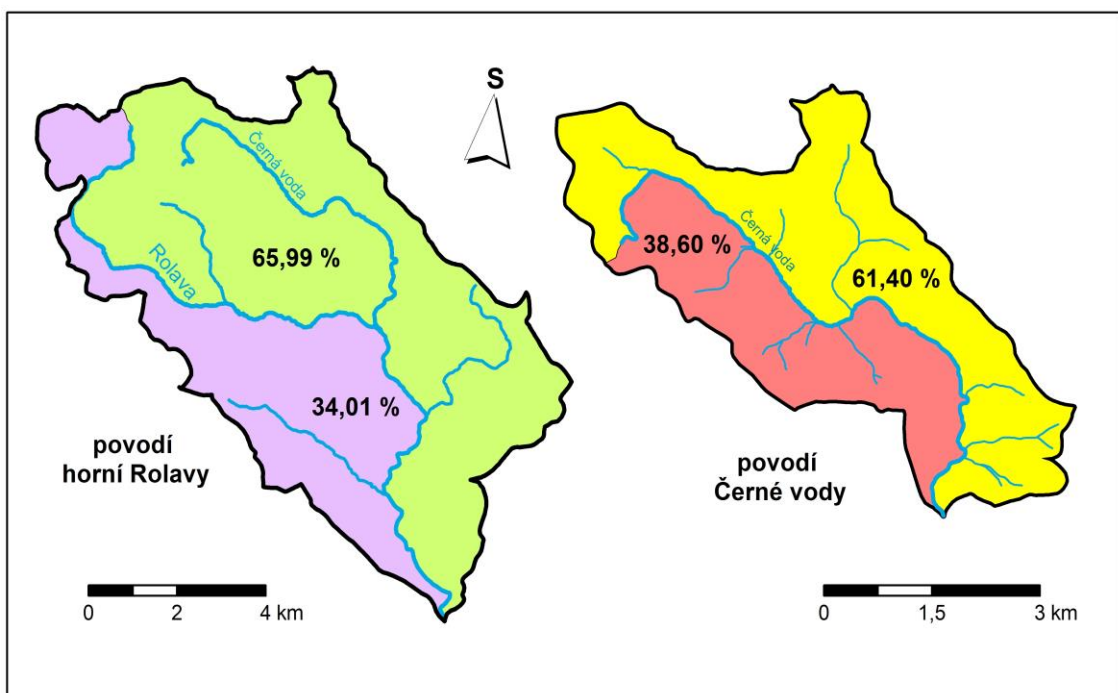 S
Černá voda
Rolava
65,99 %
34,01 %
povodí
horní Rolavy
0 2 4 km
Černá voda
38,60 %
61,40 %
povodí
Černé vody
0 1,5 3 km